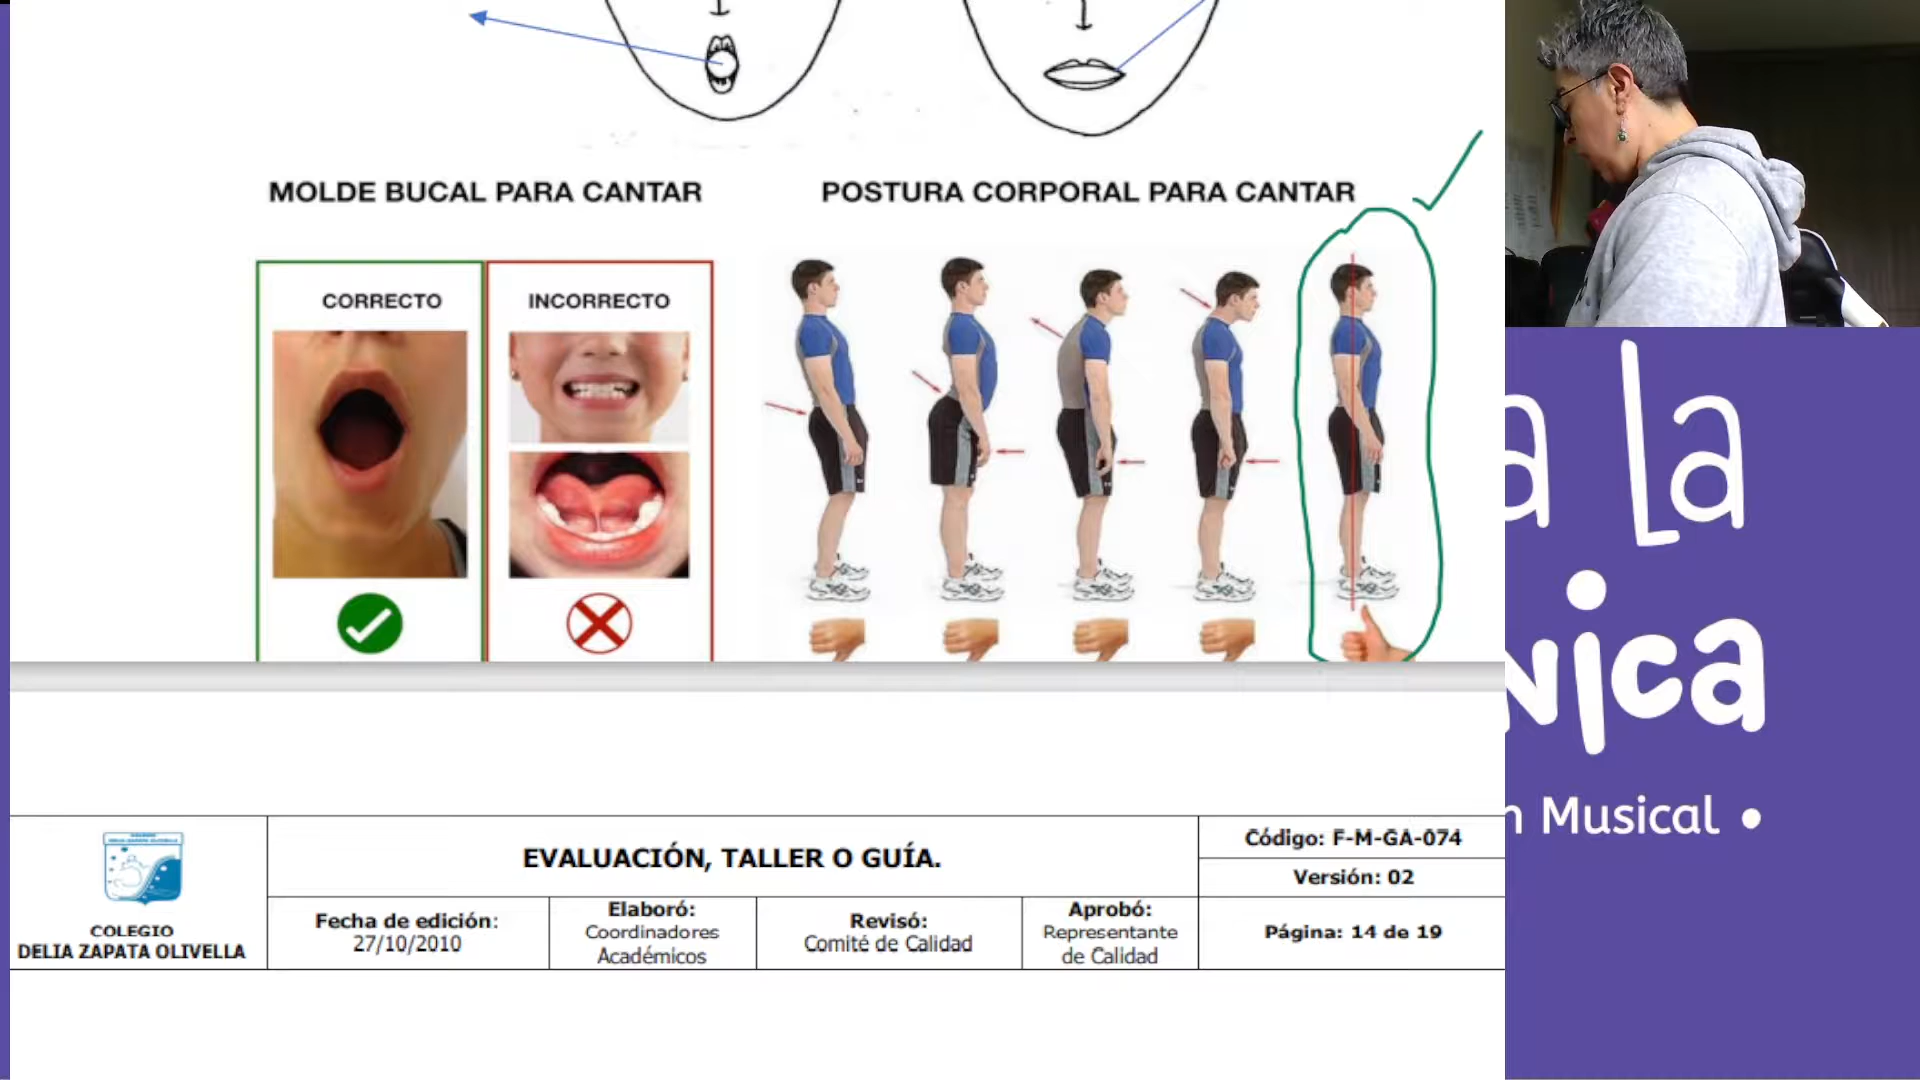 MOLDE BUCAL PARA CANTAR
POSTURA CORPORAL PARA CANTAR
CORRECTO
INCORRECTO
EVALUACIÓN, TALLER O GUÍA.
Código: F-M-GA-074
Versión: 02
COLEGIO
DELIA ZAPATA OLIVELLA
Fecha de edición:
27/10/2010
Elaboró:
Coordinadores
Académicos
Revisó:
Comité de Calidad
Aprobó:
Representante
de Calidad
Página: 14 de 19
a La
nica
n Musical •